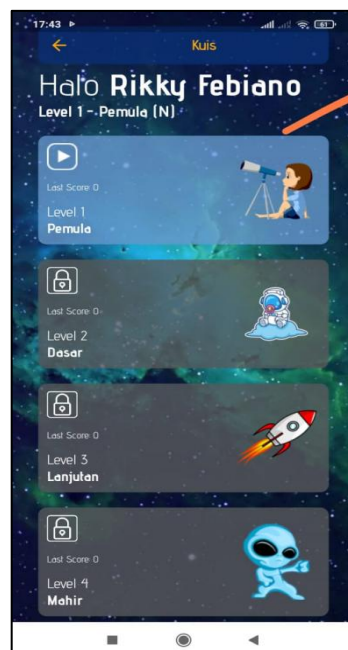 17:43
61
Kuis
Halo Rikky Febiano
Level 1 - Pemula (N)
Last Score 0
Level 1
Pemula
Last Score 0
Level 2
Dasar
Last Score 0
Level 3
Lanjutan
Last Score 0
Level 4
Mahir